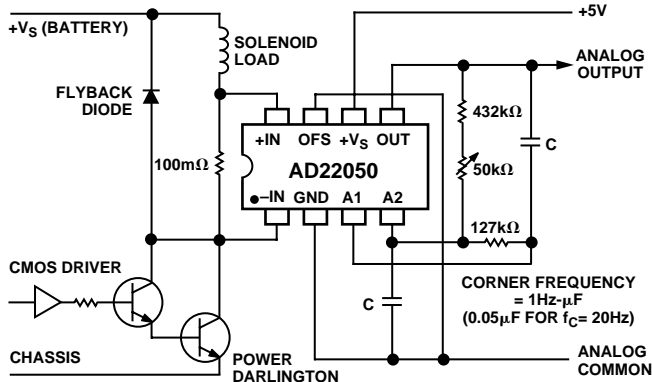 +VS (BATTERY)
SOLENOID
LOAD
FLYBACK
DIODE
100mΩ
CMOS DRIVER
CHASSIS
POWER
DARLINGTON
+IN OFS +VS OUT
AD22050
–IN GND A1 A2
+5V
ANALOG
OUTPUT
432kΩ
C
50kΩ
127kΩ
C
CORNER FREQUENCY
= 1Hz-μF
(0.05μF FOR fC= 20Hz)
ANALOG
COMMON